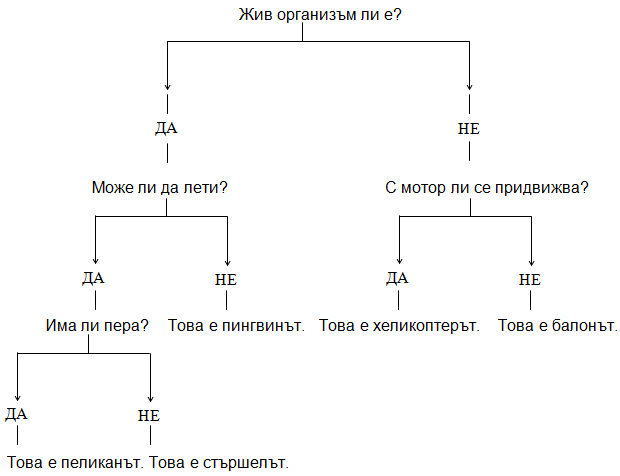 Жив организъм ли е?
ДА НЕ
Може ли да лети? С мотор ли се придвижва?
ДА НЕ ДА НЕ
Има ли пера? Това е пингвинът. Това е хеликоптерът. Това е балонът.
ДА НЕ
Това е пеликанът. Това е стършелът.